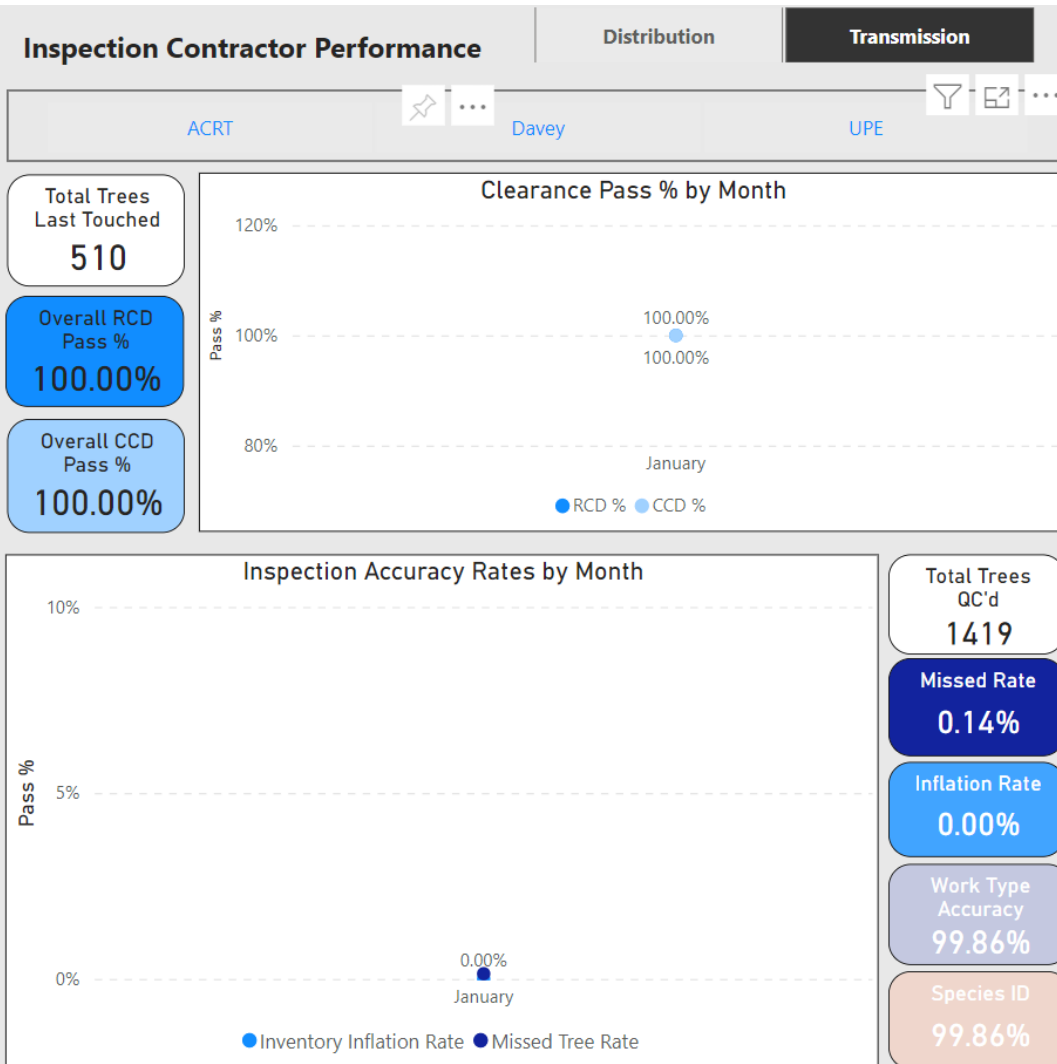 Inspection Contractor Performance
Distribution
Transmission
ACRT
Davey
UPE
Total Trees
Last Touched
510
Overall RCD
Pass %
100.00%
Overall CCD
Pass %
100.00%
Clearance Pass % by Month
120%
100%
80%
Pass %
100.00%
100.00%
January
RCD %
CCD %
Inspection Accuracy Rates by Month
10%
5%
0%
Pass %
0.00%
January
Inventory Inflation Rate
Missed Tree Rate
Total Trees
QC'd
1419
Missed Rate
0.14%
Inflation Rate
0.00%
Work Type
Accuracy
99.86%
Species ID
99.86%